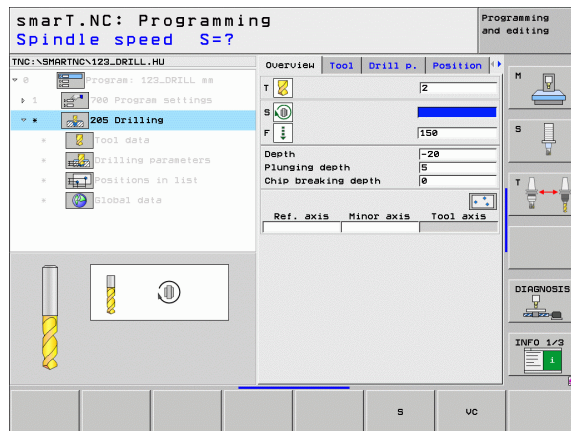 smarT.NC: Programming
Spindle speed S=?
Programming and editing
TNC:\SMARTNC\123_DRILL.HU
0 Program: 123_DRILL mm
1 700 Program settings
* 205 Drilling
* Tool data
* Drilling parameters
* Positions in list
* Global data
Overview Tool Drill p. Position
T 2
S
F 150
Depth -20
Plunging depth 5
Chip breaking depth 0
Ref. axis Minor axis Tool axis
M
S
T
DIAGNOSIS
INFO 1/3
i
S VC